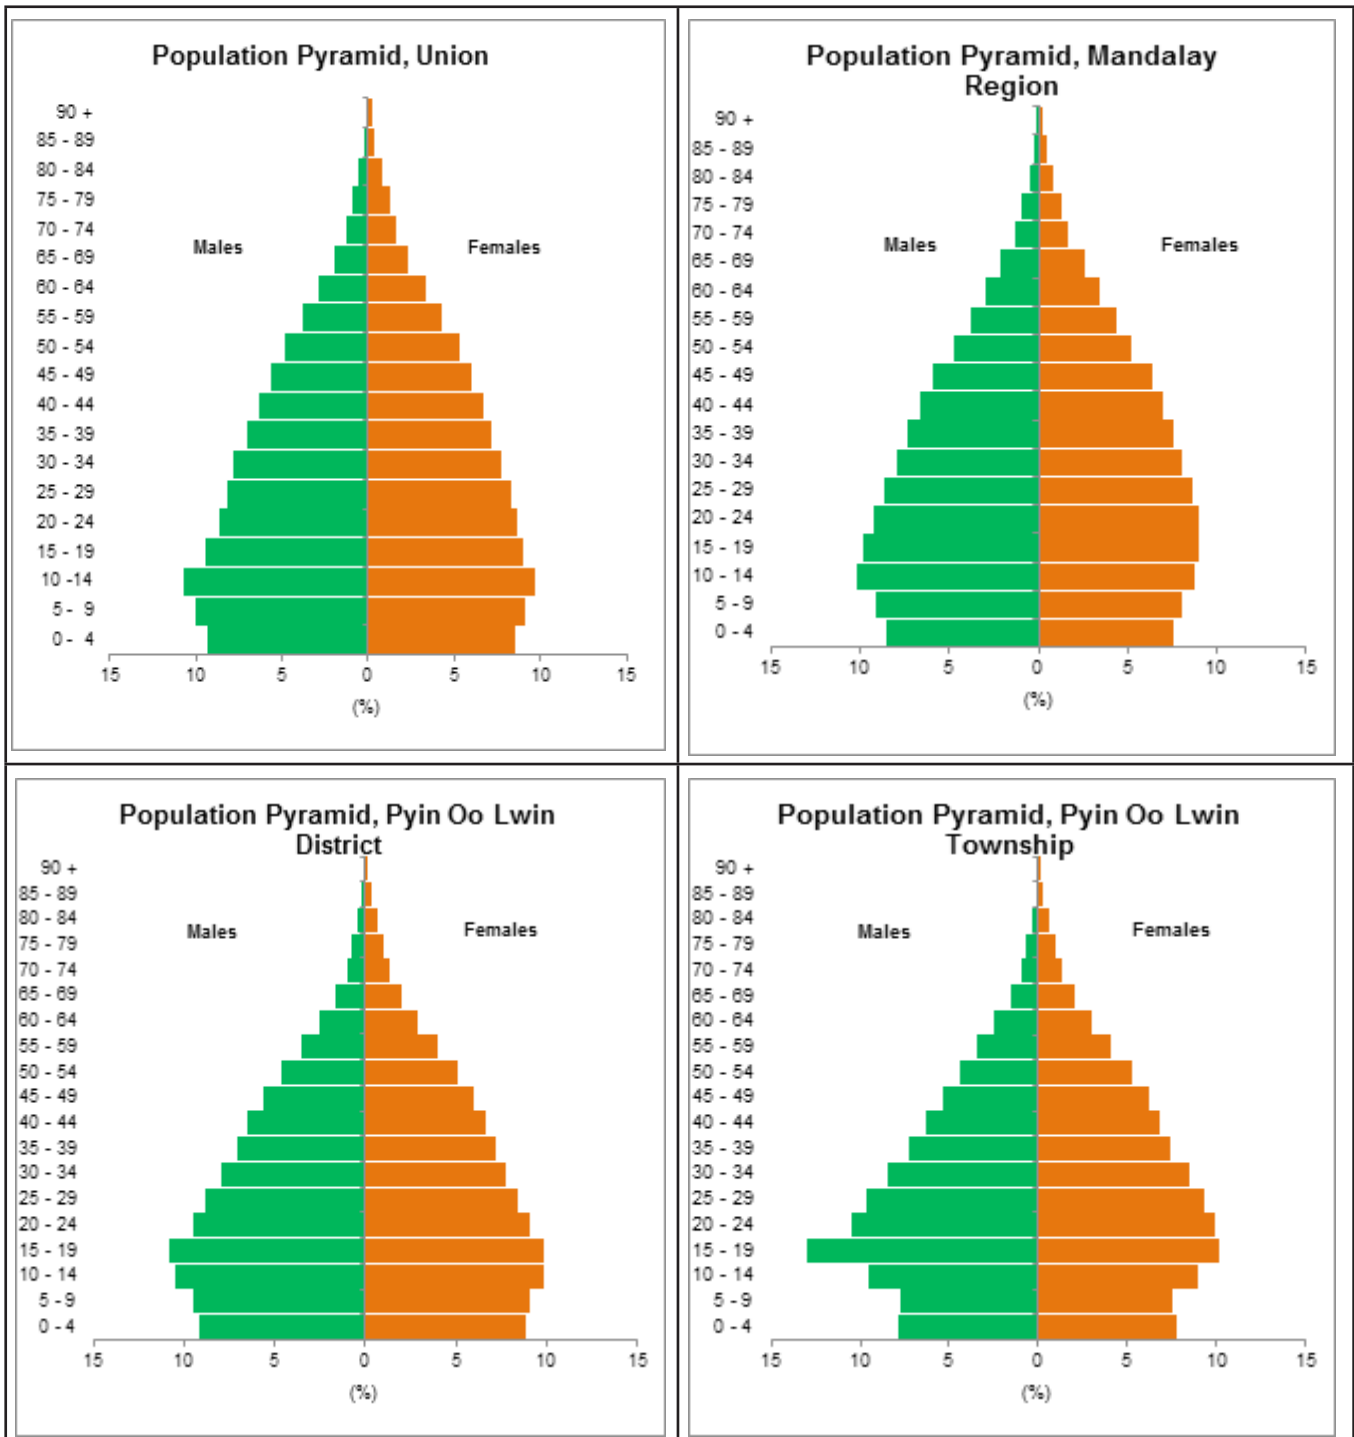 Population Pyramid, Union
90 +
85 - 89
80 - 84
75 - 79
70 - 74
Males
Females
65 - 69
60 - 64
55 - 59
50 - 54
45 - 49
40 - 44
35 - 39
30 - 34
25 - 29
20 - 24
15 - 19
10 -14
5 - 9
0 - 4
15 10 5 0 5 10 15
(%)
Population Pyramid, Mandalay
Region
90 +
85 - 89
80 - 84
75 - 79
70 - 74
Males
Females
65 - 69
60 - 64
55 - 59
50 - 54
45 - 49
40 - 44
35 - 39
30 - 34
25 - 29
20 - 24
15 - 19
10 - 14
5 - 9
0 - 4
15 10 5 0 5 10 15
(%)
Population Pyramid, Pyin Oo Lwin
District
90 +
85 - 89
80 - 84
Males
Females
75 - 79
70 - 74
65 - 69
60 - 64
55 - 59
50 - 54
45 - 49
40 - 44
35 - 39
30 - 34
25 - 29
20 - 24
15 - 19
10 - 14
5 - 9
0 - 4
15 10 5 0 5 10 15
(%)
Population Pyramid, Pyin Oo Lwin
Township
90 +
85 - 89
80 - 84
Males
Females
75 - 79
70 - 74
65 - 69
60 - 64
55 - 59
50 - 54
45 - 49
40 - 44
35 - 39
30 - 34
25 - 29
20 - 24
15 - 19
10 - 14
5 - 9
0 - 4
15 10 5 0 5 10 15
(%)